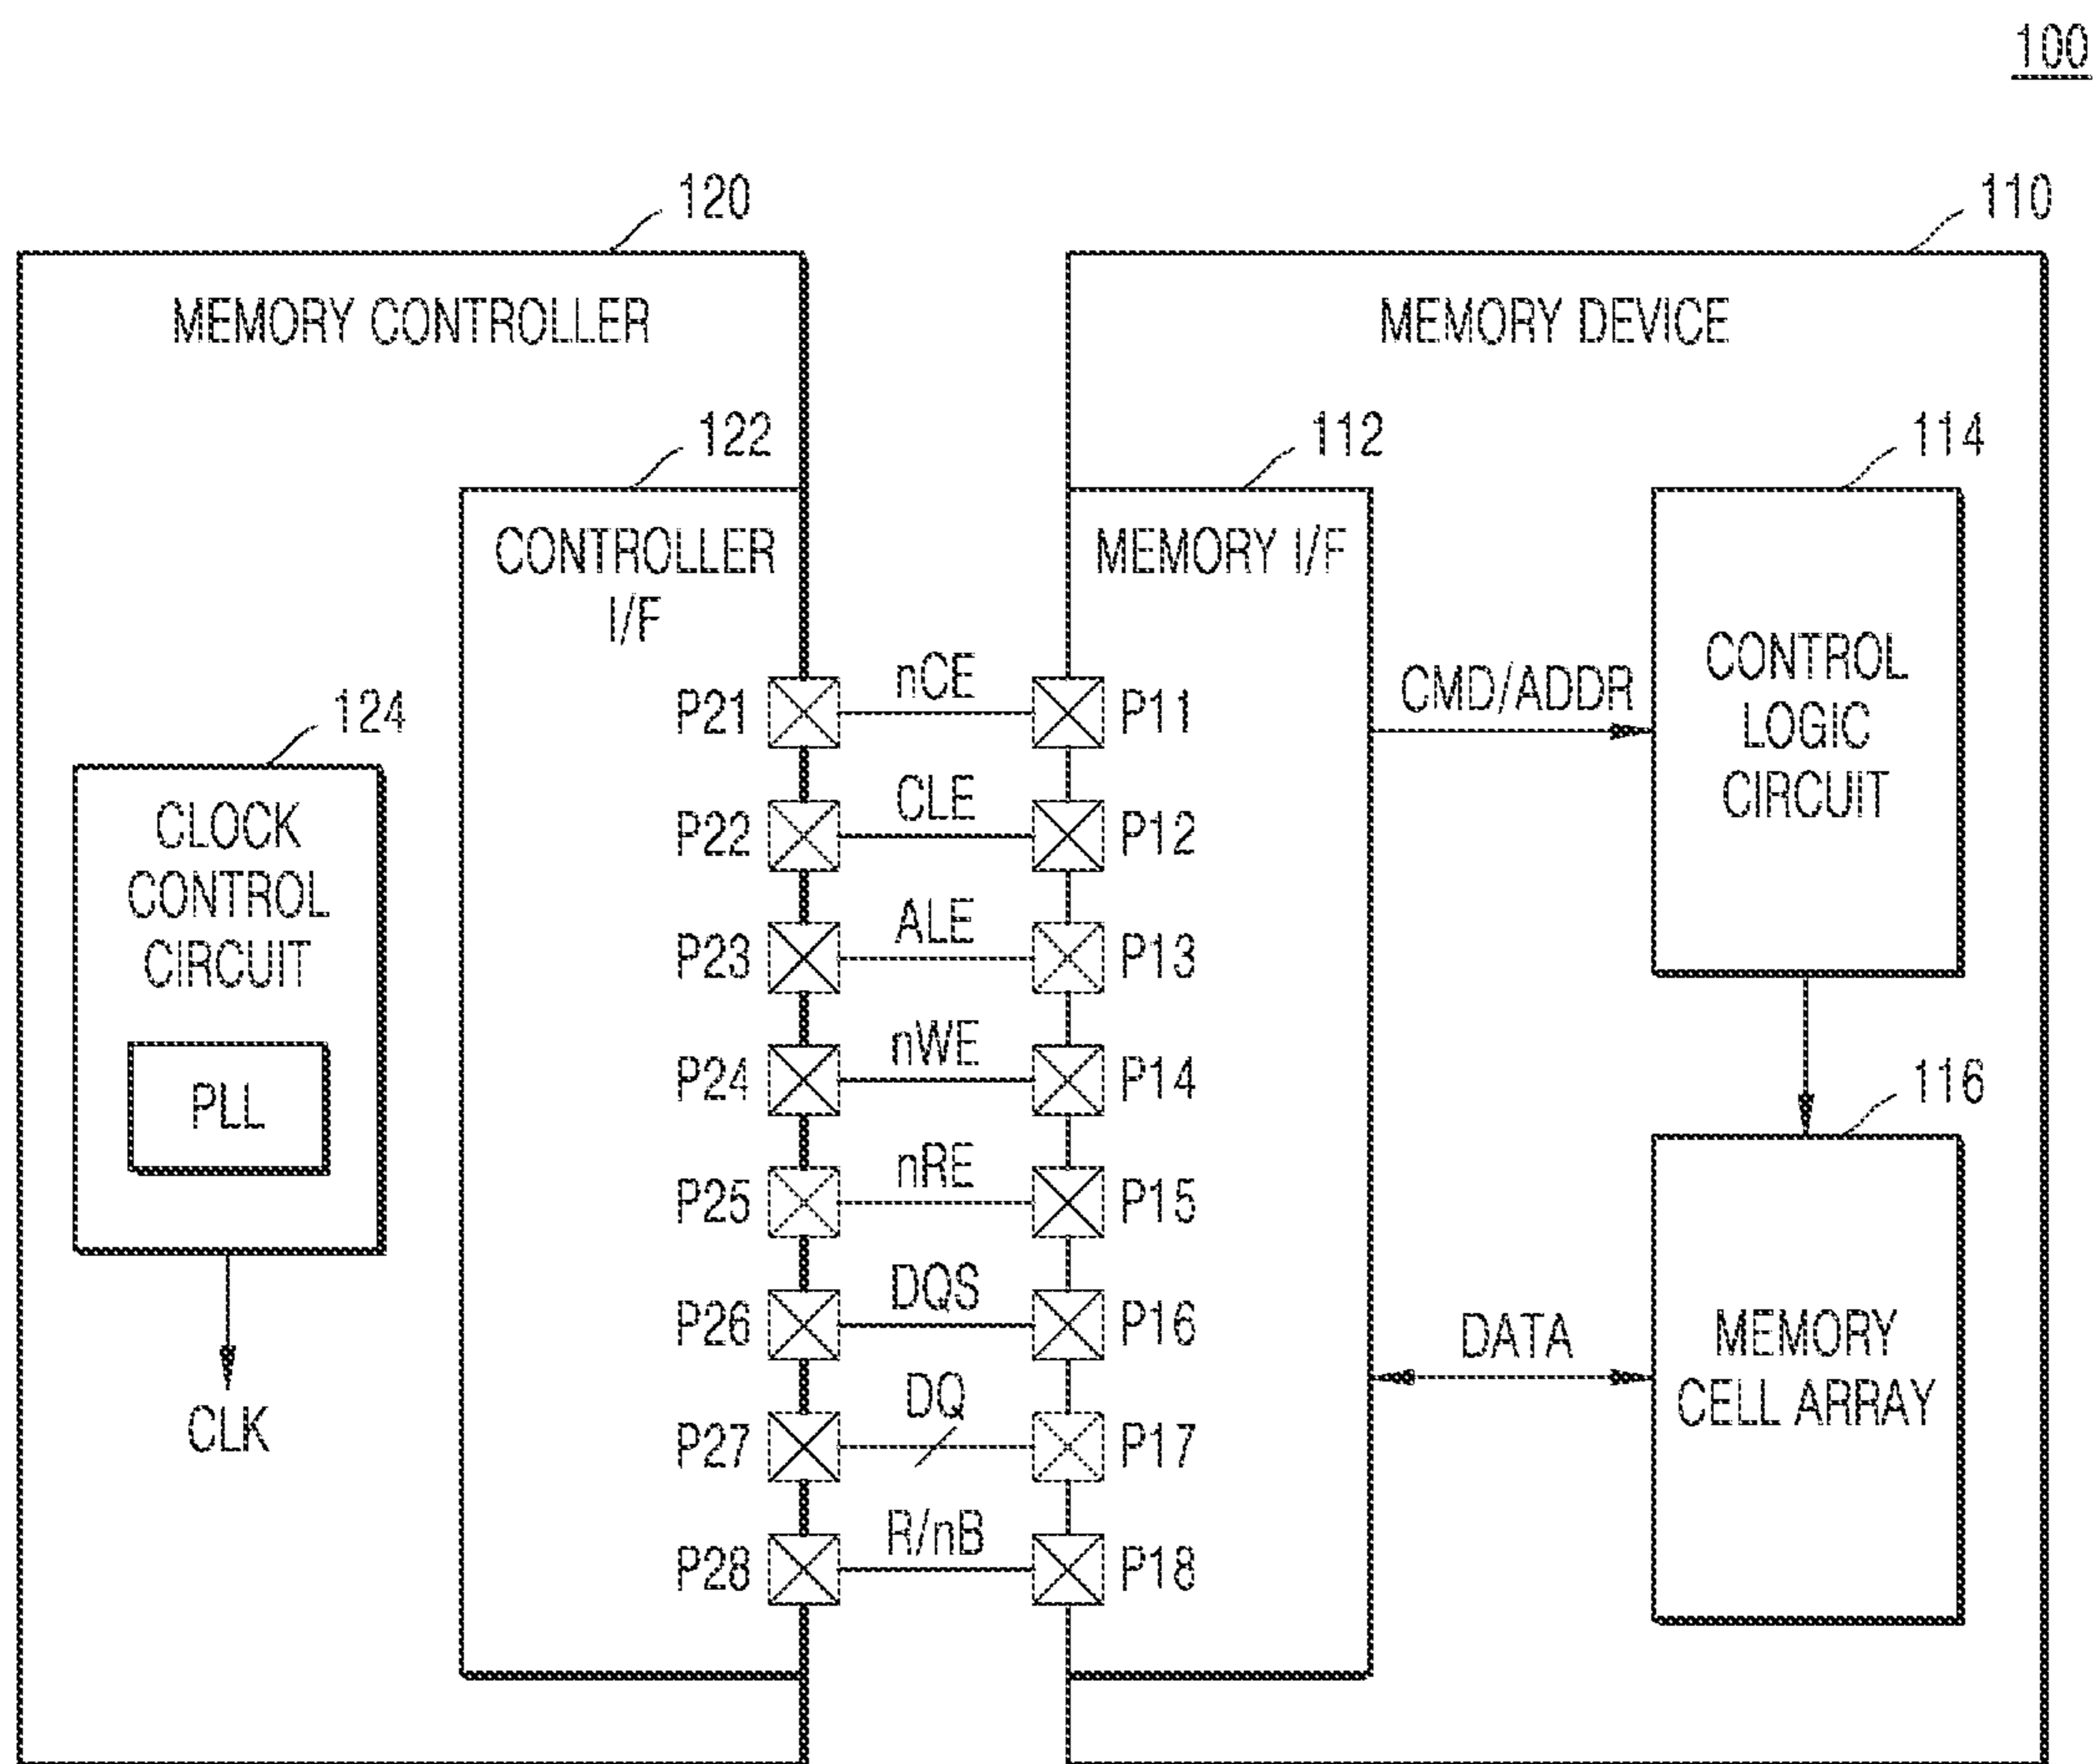 100
120
110
MEMORY CONTROLLER
MEMORY DEVICE
122
112
114
CONTROLLER
I/F
MEMORY I/F
CONTROL
LOGIC
CIRCUIT
124
CLOCK
CONTROL
CIRCUIT
PLL
CLK
P21 nCE P11
P22 CLE P12
P23 ALE P13
P24 nWE P14
P25 nRE P15
P26 DQS P16
P27 DQ P17
P28 R/nB P18
CMD/ADDR
116
DATA
MEMORY
CELL ARRAY